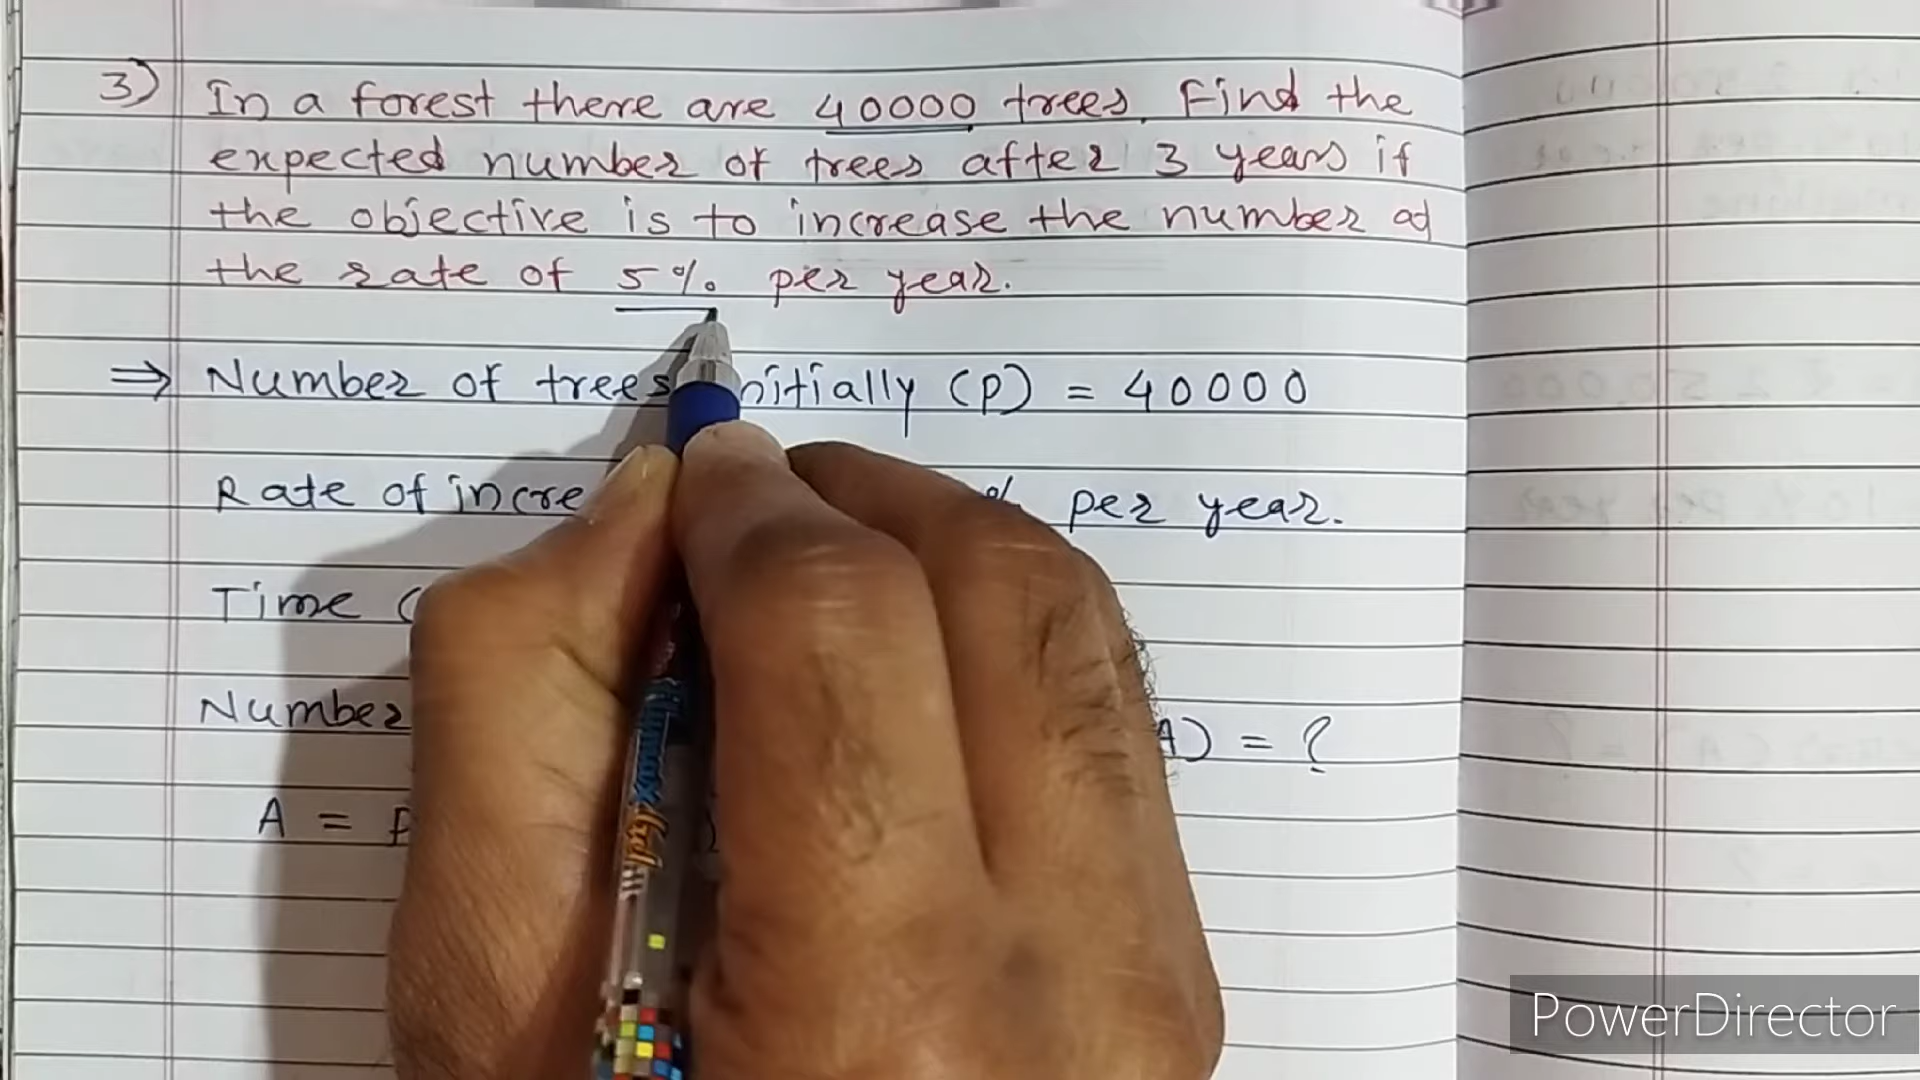 3) In a forest there are 40000 trees. Find the
expected number of trees after 3 years if
the objective is to increase the number at
the rate of 5% per year.
⇒ Number of trees nitially (P) = 40000
Rate of incre % per year.
Time (
Number A) = ?
A = P
PowerDirector